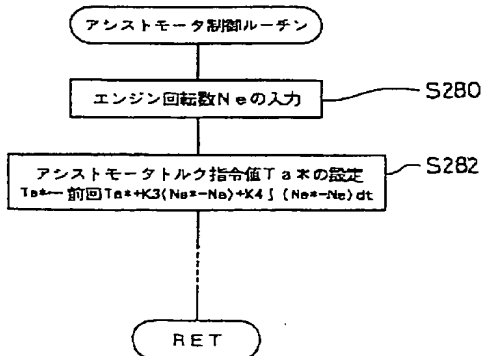 アシストモータ制御ルーチン
エンジン回転数Neの入力
S280
アシストモータトルク指令値Ta*の設定
Ta*←前回Ta*+K3(Ne*-Ne)+K4∫(Ne*-Ne)dt
S282
RET